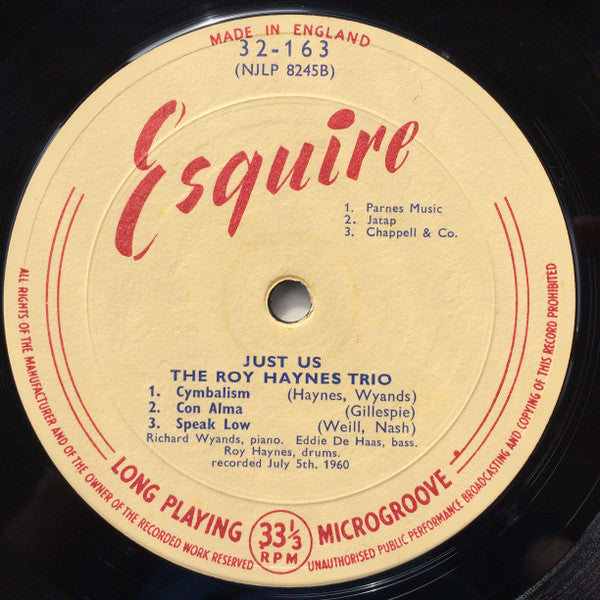 MADE IN ENGLAND
32-163
(NJLP 8245B)
Esquire
1. Parnes Music
2. Jatap
3. Chappell & Co.
JUST US
THE ROY HAYNES TRIO
1. Cymbalism (Haynes, Wyands)
2. Con Alma (Gillespie)
3. Speak Low (Weill, Nash)
Richard Wyands, piano. Eddie De Haas, bass.
Roy Haynes, drums.
recorded July 5th. 1960
LONG PLAYING 33⅓ RPM MICROGROOVE
ALL RIGHTS OF THE MANUFACTURER AND OF THE OWNER OF THE RECORDED WORK RESERVED
UNAUTHORISED PUBLIC PERFORMANCE BROADCASTING AND COPYING OF THIS RECORD PROHIBITED